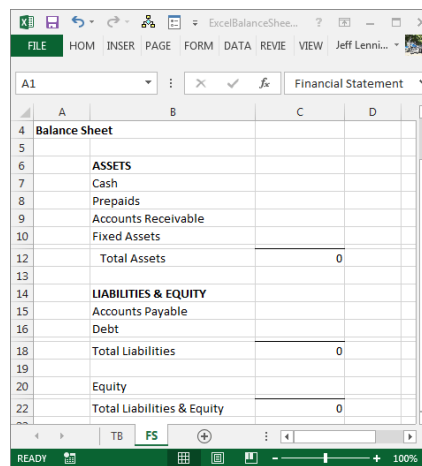 ExcelBalanceShee... ?
FILE HOM INSER PAGE FORM DATA REVIE VIEW Jeff Lenni...
A1 fx Financial Statement
A B C D
4 Balance Sheet
5
6 ASSETS
7 Cash
8 Prepaids
9 Accounts Receivable
10 Fixed Assets
12 Total Assets 0
13
14 LIABILITIES & EQUITY
15 Accounts Payable
16 Debt
18 Total Liabilities 0
19
20 Equity
22 Total Liabilities & Equity 0
TB FS
READY 100%